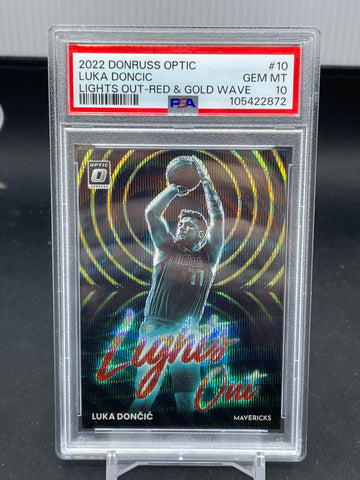 2022 DONRUSS OPTIC #10
LUKA DONCIC GEM MT
LIGHTS OUT-RED & GOLD WAVE 10
PSA 105422872
OPTIC
DONRUSS
11
Lights
Out
LUKA DONČIĆ MAVERICKS